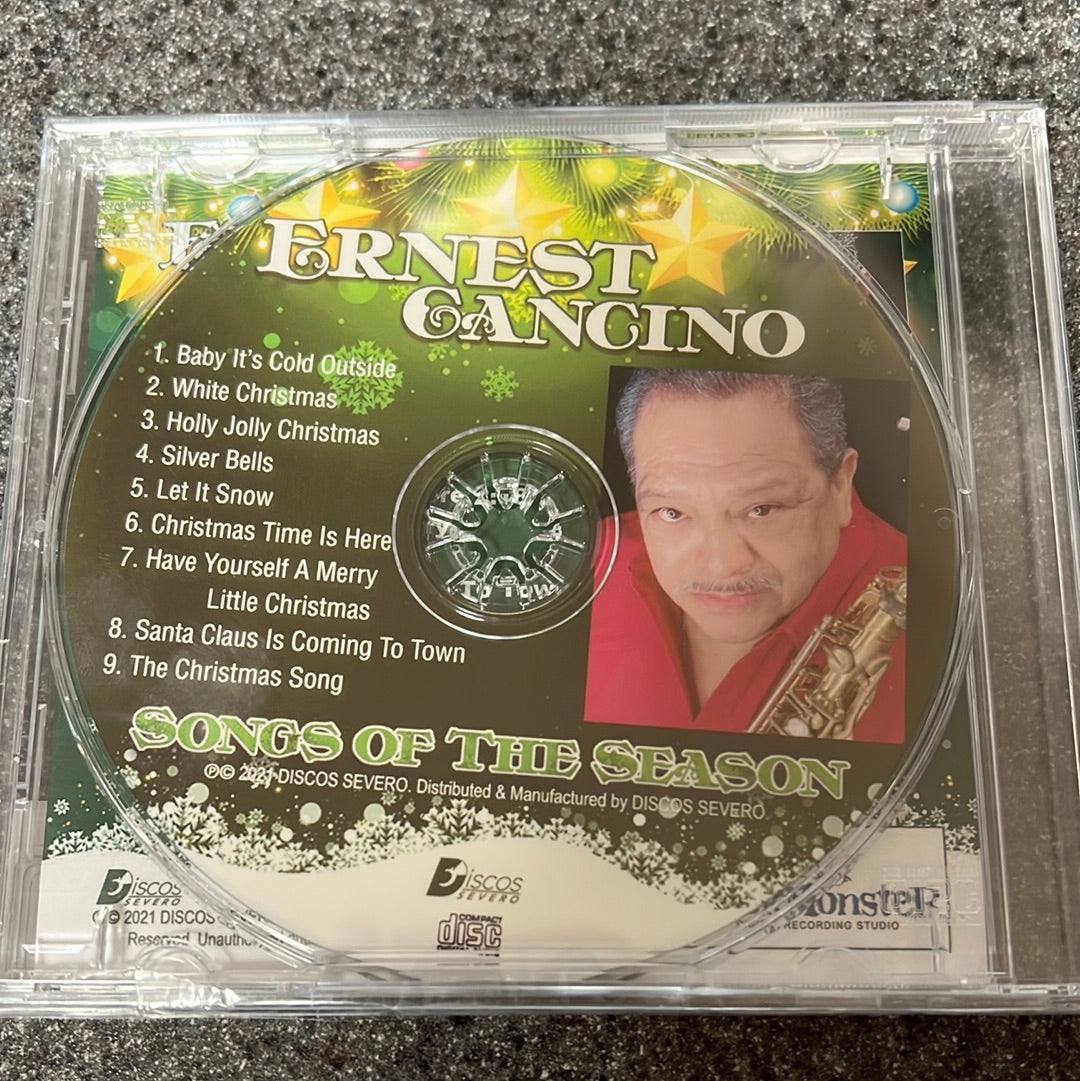 ERNEST
CANCINO
1. Baby It's Cold Outside
2. White Christmas
3. Holly Jolly Christmas
4. Silver Bells
5. Let It Snow
6. Christmas Time Is Here
7. Have Yourself A Merry
Little Christmas
8. Santa Claus Is Coming To Town
9. The Christmas Song
To Tow
SONGS OF THE SEASON
℗© 2021 DISCOS SEVERO. Distributed & Manufactured by DISCOS SEVERO.
DISCOS
SEVERO
DISCOS
SEVERO
© 2021 DISCOS
Reserved.
COMPACT
disc
Monster
RECORDING STUDIO